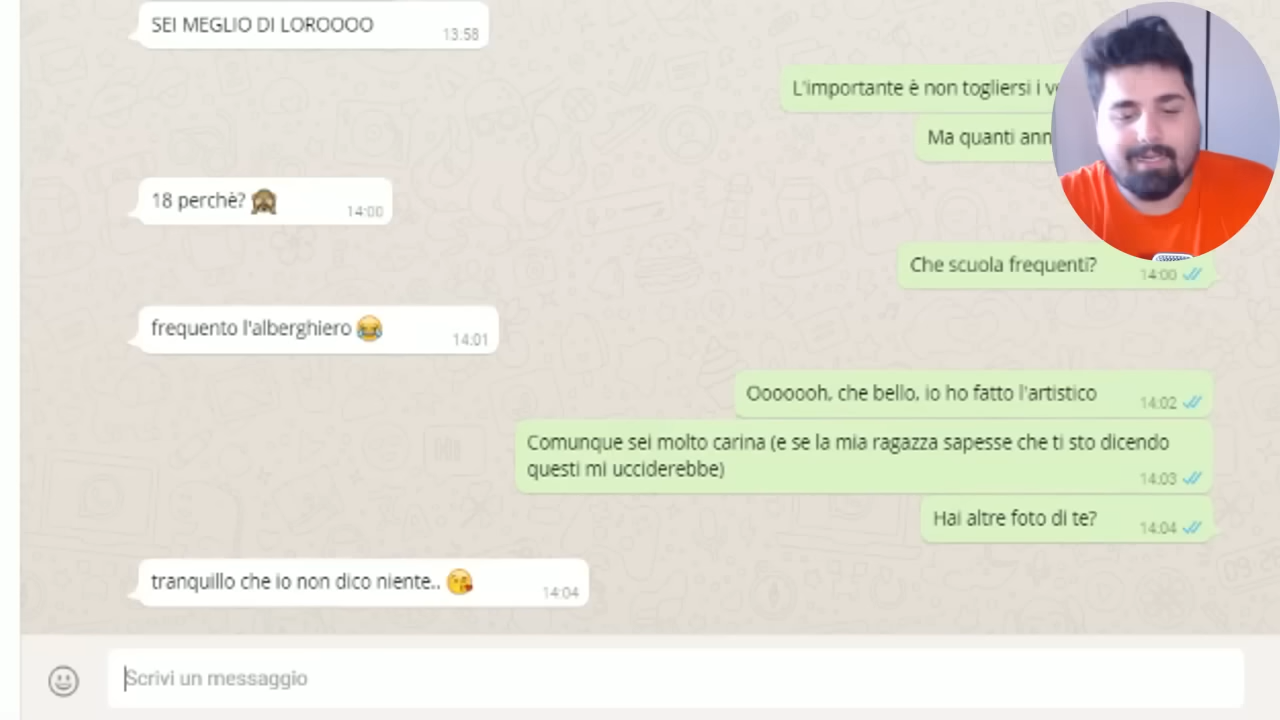 SEI MEGLIO DI LOROOOO
13:58
L'importante è non togliersi i
Ma quanti
18 perchè?
14:00
Che scuola frequenti?
14:00
frequento l'alberghiero
14:01
Ooooooh, che bello, io ho fatto l'artistico
14:02
Comunque sei molto carina (e se la mia ragazza sapesse che ti sto dicendo
questi mi ucciderebbe)
14:03
Hai altre foto di te?
14:04
tranquillo che io non dico niente..
14:04
Scrivi un messaggio